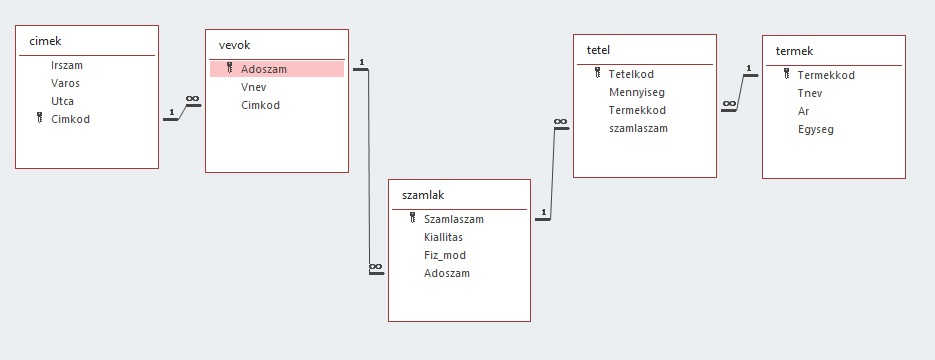 cimek
Irszam
Varos
Utca
Cimkod
vevok
Adoszam
Vnev
Cimkod
szamlak
Szamlaszam
Kiallitas
Fiz_mod
Adoszam
tetel
Tetelkod
Mennyiseg
Termekkod
szamlaszam
termek
Termekkod
Tnev
Ar
Egyseg
1
∞
1
∞
1
∞
1
∞